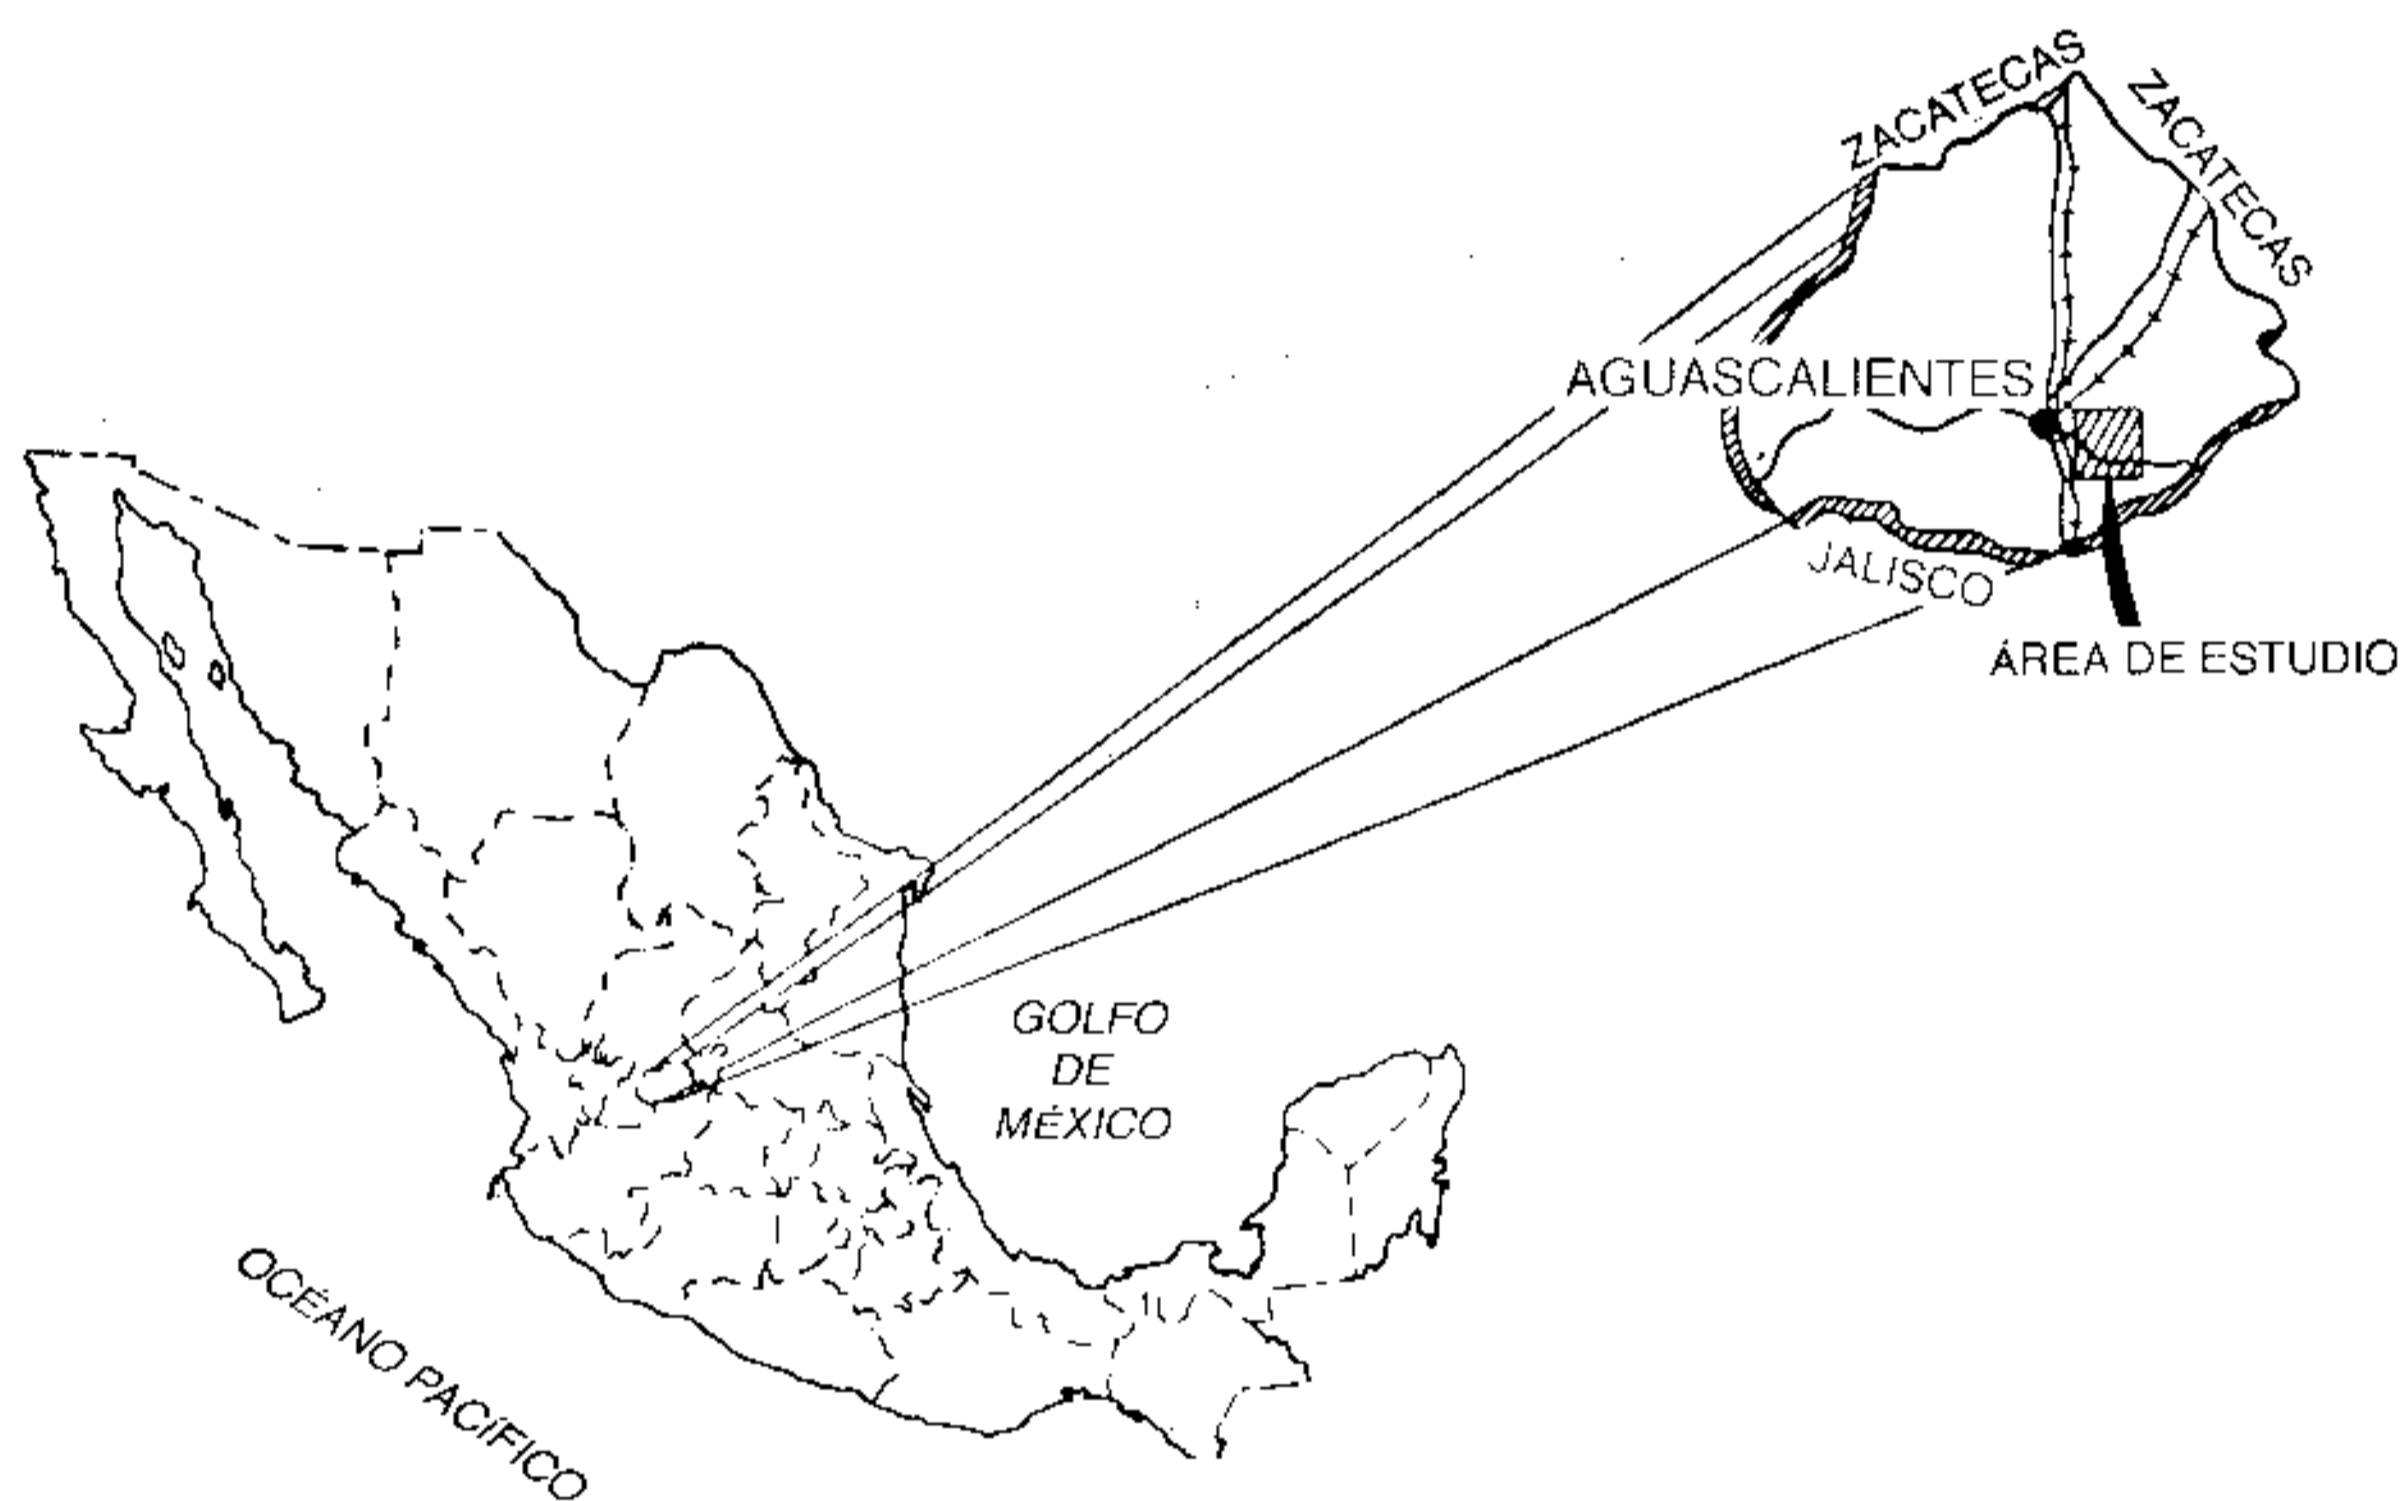 ZACATECAS
ZACATECAS
AGUASCALIENTES
JALISCO
ÁREA DE ESTUDIO
GOLFO
DE
MÉXICO
OCÉANO PACÍFICO